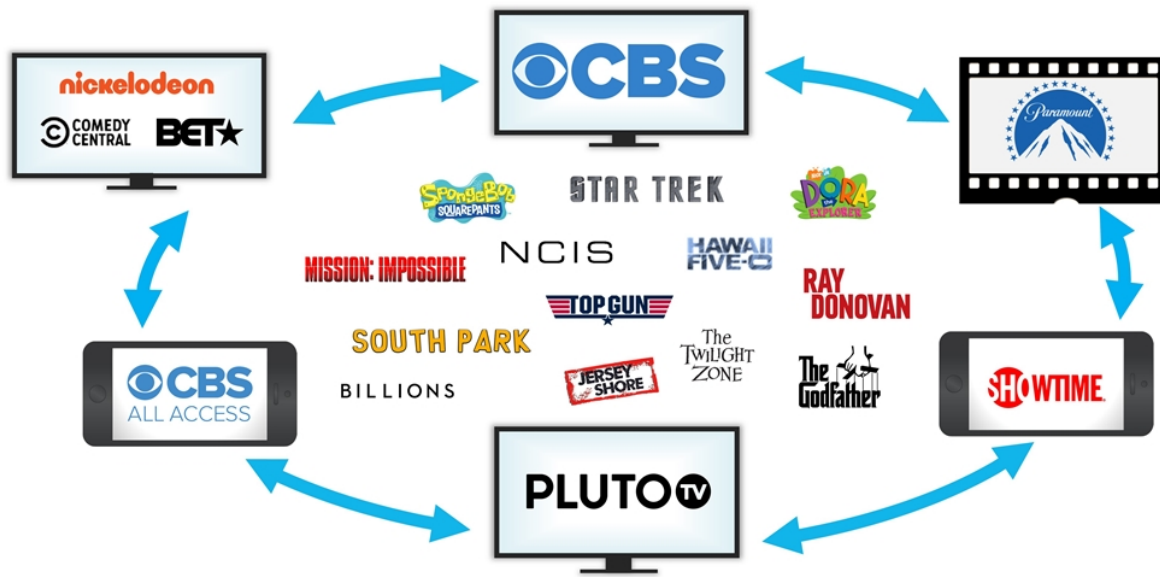 CBS
nickelodeon
COMEDY
CENTRAL
BET
Paramount
SpongeBob
SQUAREPANTS
STAR TREK
DORA
the
EXPLORER
NCIS
HAWAII
FIVE-O
MISSION: IMPOSSIBLE
RAY
DONOVAN
TOP GUN
SOUTH PARK
The
Twilight
Zone
JERSEY
SHORE
The
Godfather
BILLIONS
CBS
ALL ACCESS
SHOWTIME
PLUTO TV